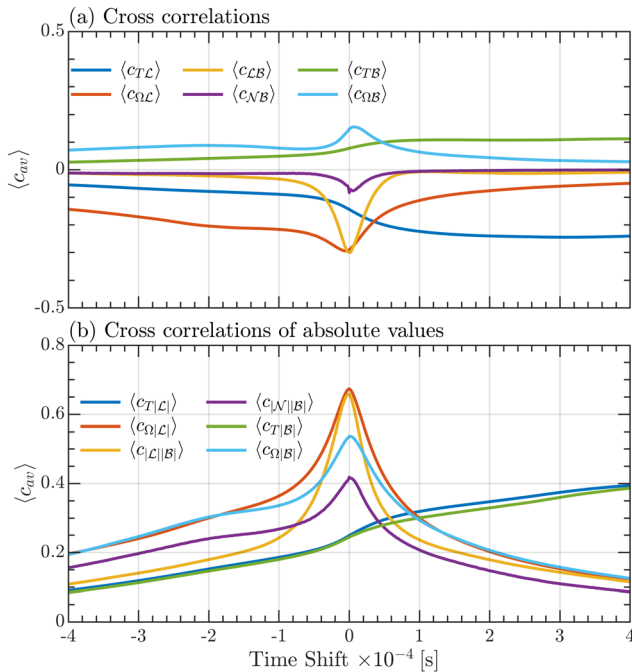 (a) Cross correlations
0.5
⟨c_{Tℒ}⟩ ⟨c_{ℒℬ}⟩ ⟨c_{Tℬ}⟩
⟨c_{Ωℒ}⟩ ⟨c_{𝒩ℬ}⟩ ⟨c_{Ωℬ}⟩
0
⟨c_{av}⟩
-0.5
(b) Cross correlations of absolute values
0.8
⟨c_{T|ℒ|}⟩ ⟨c_{|𝒩||ℬ|}⟩
⟨c_{Ω|ℒ|}⟩ ⟨c_{T|ℬ|}⟩
⟨c_{|ℒ||ℬ|}⟩ ⟨c_{Ω|ℬ|}⟩
0.6
⟨c_{av}⟩
0.4
0.2
0
-4 -3 -2 -1 0 1 2 3 4
Time Shift ×10⁻⁴ [s]